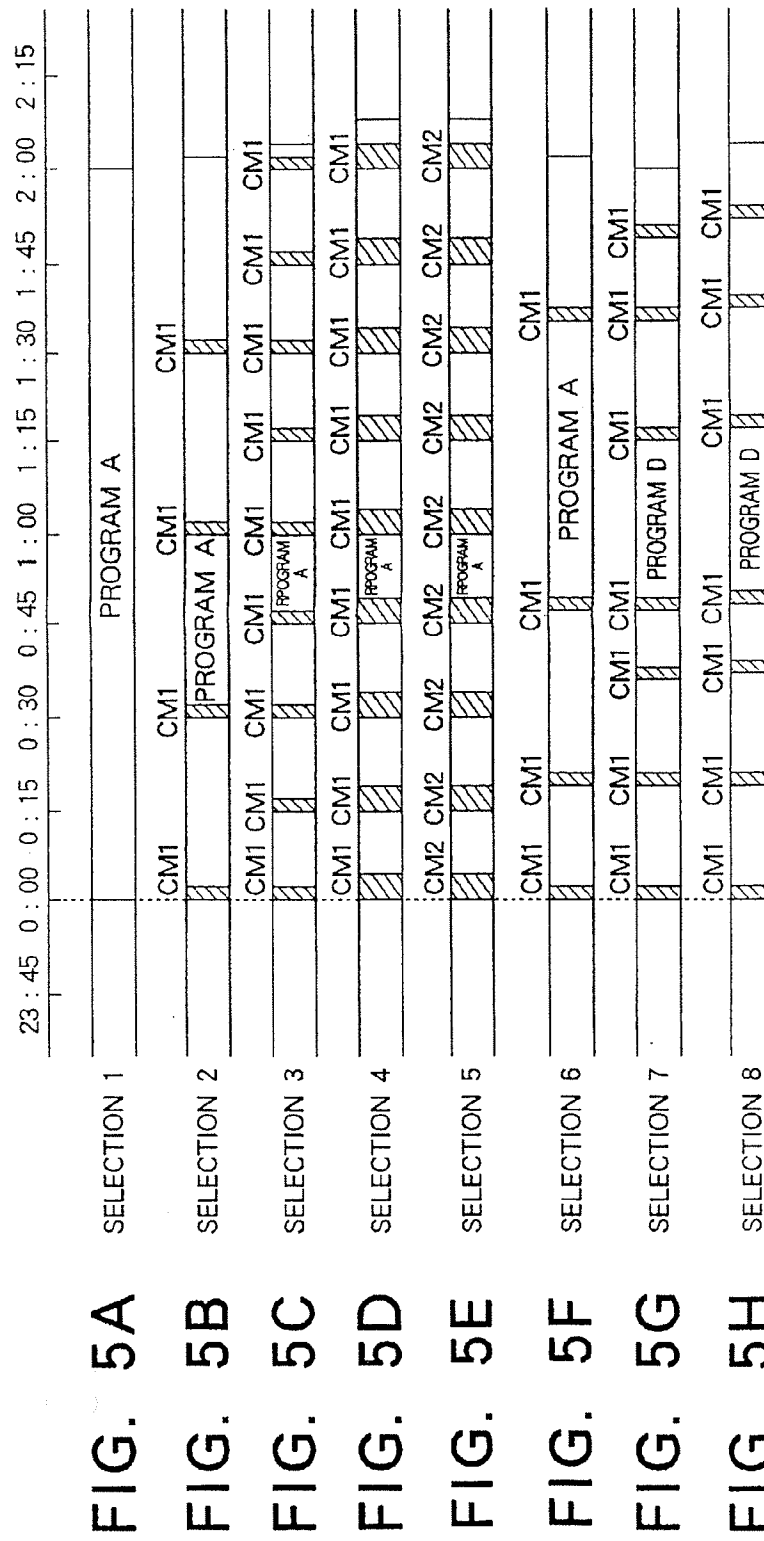 23:45 0:00 0:15 0:30 0:45 1:00 1:15 1:30 1:45 2:00 2:15
FIG. 5A SELECTION 1 PROGRAM A
CM1 CM1 CM1 CM1
FIG. 5B SELECTION 2 PROGRAM A
CM1 CM1 CM1 CM1 CM1 CM1 CM1 CM1 CM1
FIG. 5C SELECTION 3 RPOGRAM
A
CM1 CM1 CM1 CM1 CM1 CM1 CM1 CM1 CM1
FIG. 5D SELECTION 4 RPOGRAM
A
CM2 CM2 CM2 CM2 CM2 CM2 CM2 CM2 CM2
FIG. 5E SELECTION 5 RPOGRAM
A
CM1 CM1 CM1 CM1
FIG. 5F SELECTION 6 PROGRAM A
CM1 CM1 CM1 CM1 CM1 CM1 CM1
FIG. 5G SELECTION 7 PROGRAM D
CM1 CM1 CM1 CM1 CM1 CM1 CM1
FIG. 5H SELECTION 8 PROGRAM D